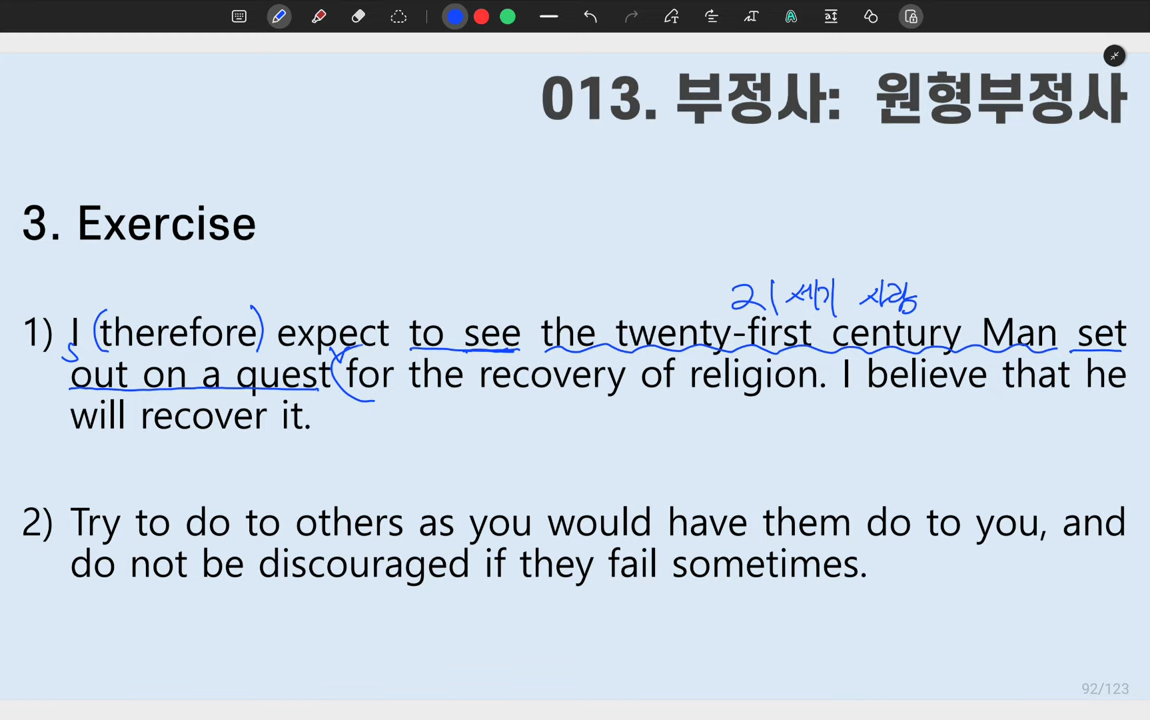 013. 부정사: 원형부정사
3. Exercise
21세기 사람
1) I (therefore) expect to see the twenty-first century Man set
S
out on a quest for the recovery of religion. I believe that he
will recover it.
2) Try to do to others as you would have them do to you, and
do not be discouraged if they fail sometimes.
92/123